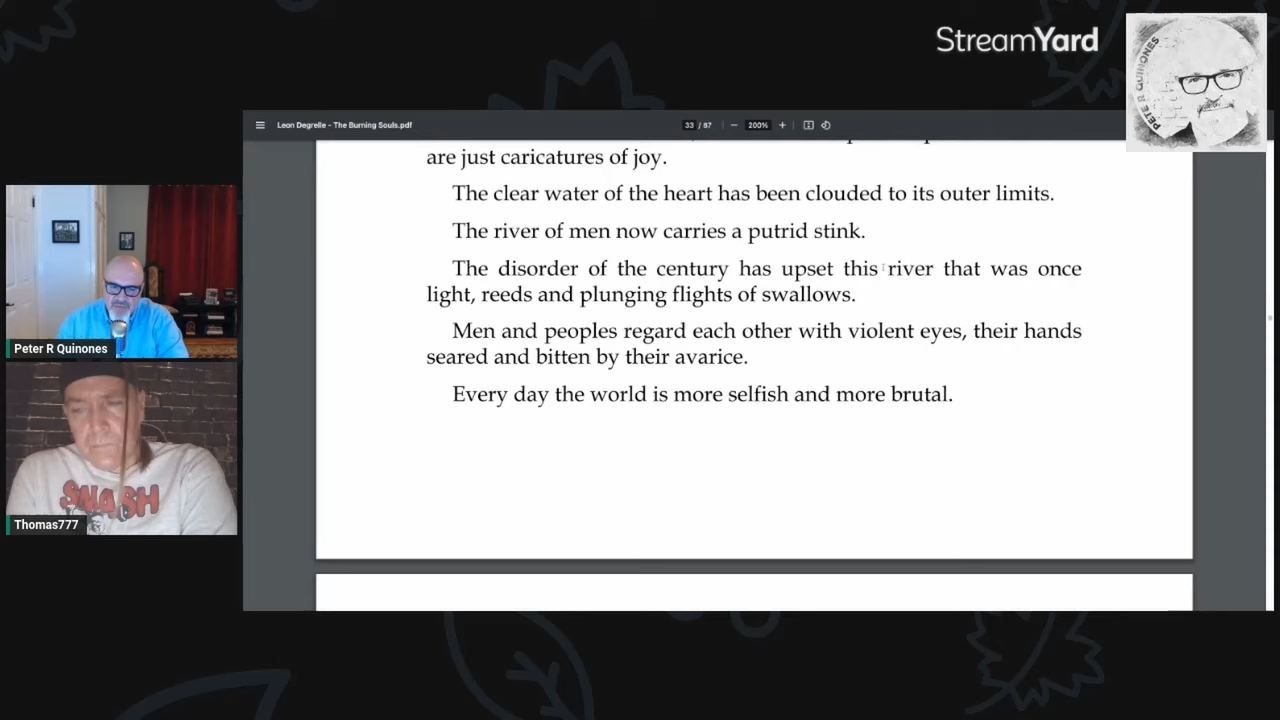 StreamYard
PETE R QUINONES
Leon Degrelle - The Burning Souls.pdf
33 / 87
200%
are just caricatures of joy.
The clear water of the heart has been clouded to its outer limits.
The river of men now carries a putrid stink.
The disorder of the century has upset this river that was once
light, reeds and plunging flights of swallows.
Men and peoples regard each other with violent eyes, their hands
seared and bitten by their avarice.
Every day the world is more selfish and more brutal.
Peter R Quinones
SMASH
Thomas777